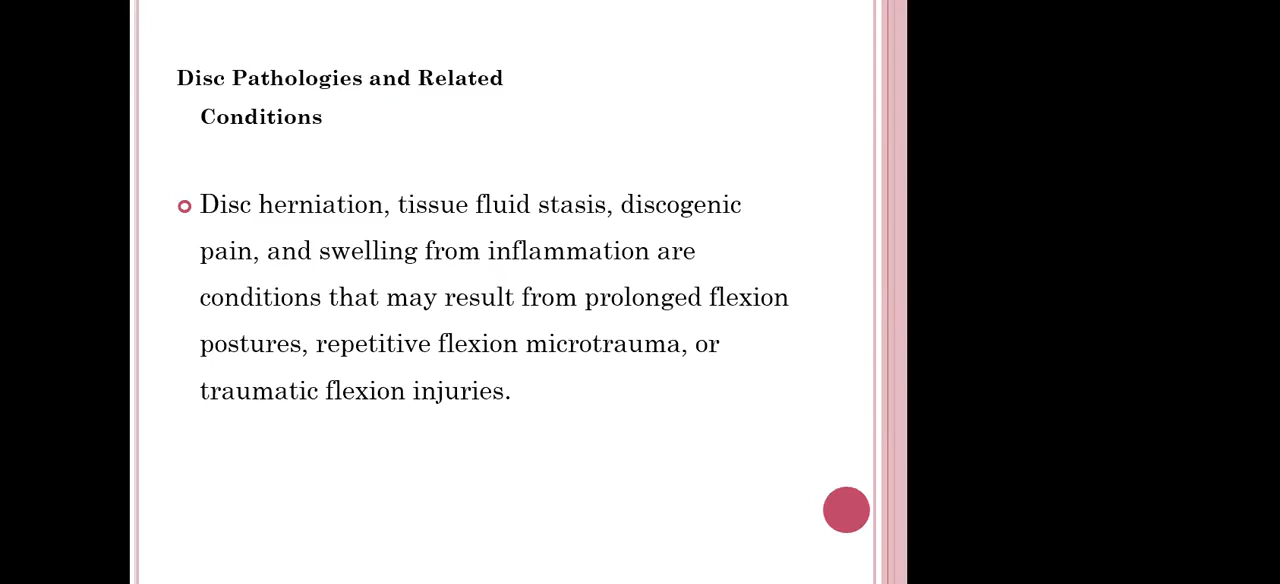 Disc Pathologies and Related
Conditions
Disc herniation, tissue fluid stasis, discogenic
pain, and swelling from inflammation are
conditions that may result from prolonged flexion
postures, repetitive flexion microtrauma, or
traumatic flexion injuries.